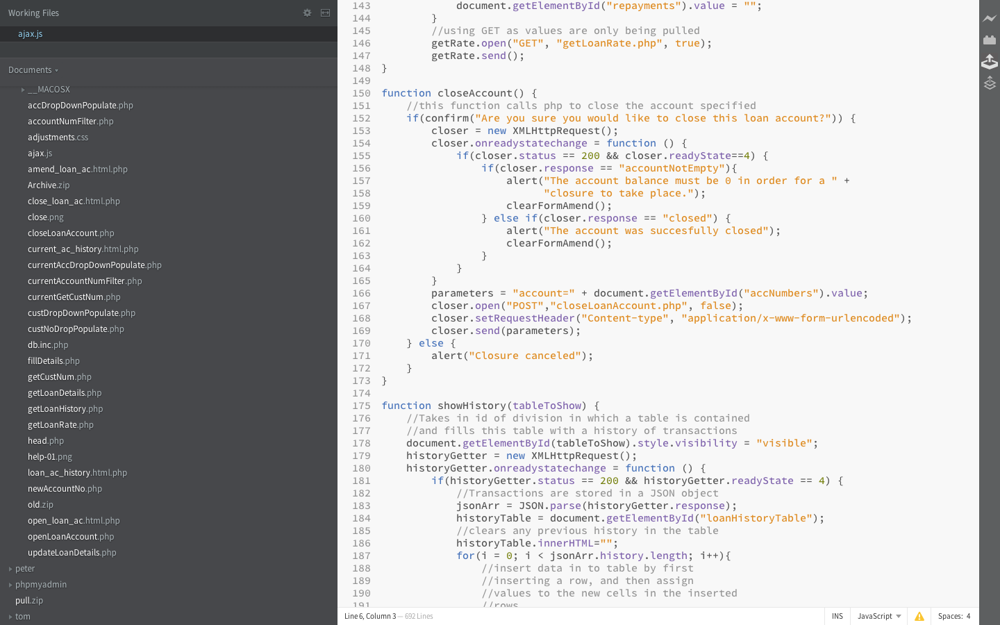 Working Files
ajax.js
Documents
__MACOSX
accDropDownPopulate.php
accountNumFilter.php
adjustments.css
ajax.js
amend_loan_ac.html.php
Archive.zip
close_loan_ac.html.php
close.png
closeLoanAccount.php
current_ac_history.html.php
currentAccDropDownPopulate.php
currentAccountNumFilter.php
currentGetCustNum.php
custDropDownPopulate.php
custNoDropPopulate.php
db.inc.php
fillDetails.php
getCustNum.php
getLoanDetails.php
getLoanHistory.php
getLoanRate.php
head.php
help-01.png
loan_ac_history.html.php
newAccountNo.php
old.zip
open_loan_ac.html.php
openLoanAccount.php
updateLoanDetails.php
peter
phpmyadmin
pull.zip
tom
143 document.getElementById("repayments").value = "";
144 }
145 //using GET as values are only being pulled
146 getRate.open("GET", "getLoanRate.php", true);
147 getRate.send();
148 }
149
150 function closeAccount() {
151 //this function calls php to close the account specified
152 if(confirm("Are you sure you would like to close this loan account?")) {
153 closer = new XMLHttpRequest();
154 closer.onreadystatechange = function () {
155 if(closer.status == 200 && closer.readyState==4) {
156 if(closer.response == "accountNotEmpty"){
157 alert("The account balance must be 0 in order for a " +
158 "closure to take place.");
159 clearFormAmend();
160 } else if(closer.response == "closed") {
161 alert("The account was succesfully closed");
162 clearFormAmend();
163 }
164 }
165 }
166 parameters = "account=" + document.getElementById("accNumbers").value;
167 closer.open("POST","closeLoanAccount.php", false);
168 closer.setRequestHeader("Content-type", "application/x-www-form-urlencoded");
169 closer.send(parameters);
170 } else {
171 alert("Closure canceled");
172 }
173 }
174
175 function showHistory(tableToShow) {
176 //Takes in id of division in which a table is contained
177 //and fills this table with a history of transactions
178 document.getElementById(tableToShow).style.visibility = "visible";
179 historyGetter = new XMLHttpRequest();
180 historyGetter.onreadystatechange = function () {
181 if(historyGetter.status == 200 && historyGetter.readyState == 4) {
182 //Transactions are stored in a JSON object
183 jsonArr = JSON.parse(historyGetter.response);
184 historyTable = document.getElementById("loanHistoryTable");
185 //clears any previous history in the table
186 historyTable.innerHTML="";
187 for(i = 0; i < jsonArr.history.length; i++){
188 //insert data in to table by first
189 //inserting a row, and then assign
190 //values to the new cells in the inserted
191 //rows
Line 6, Column 3 — 692 Lines
INS
JavaScript
Spaces: 4